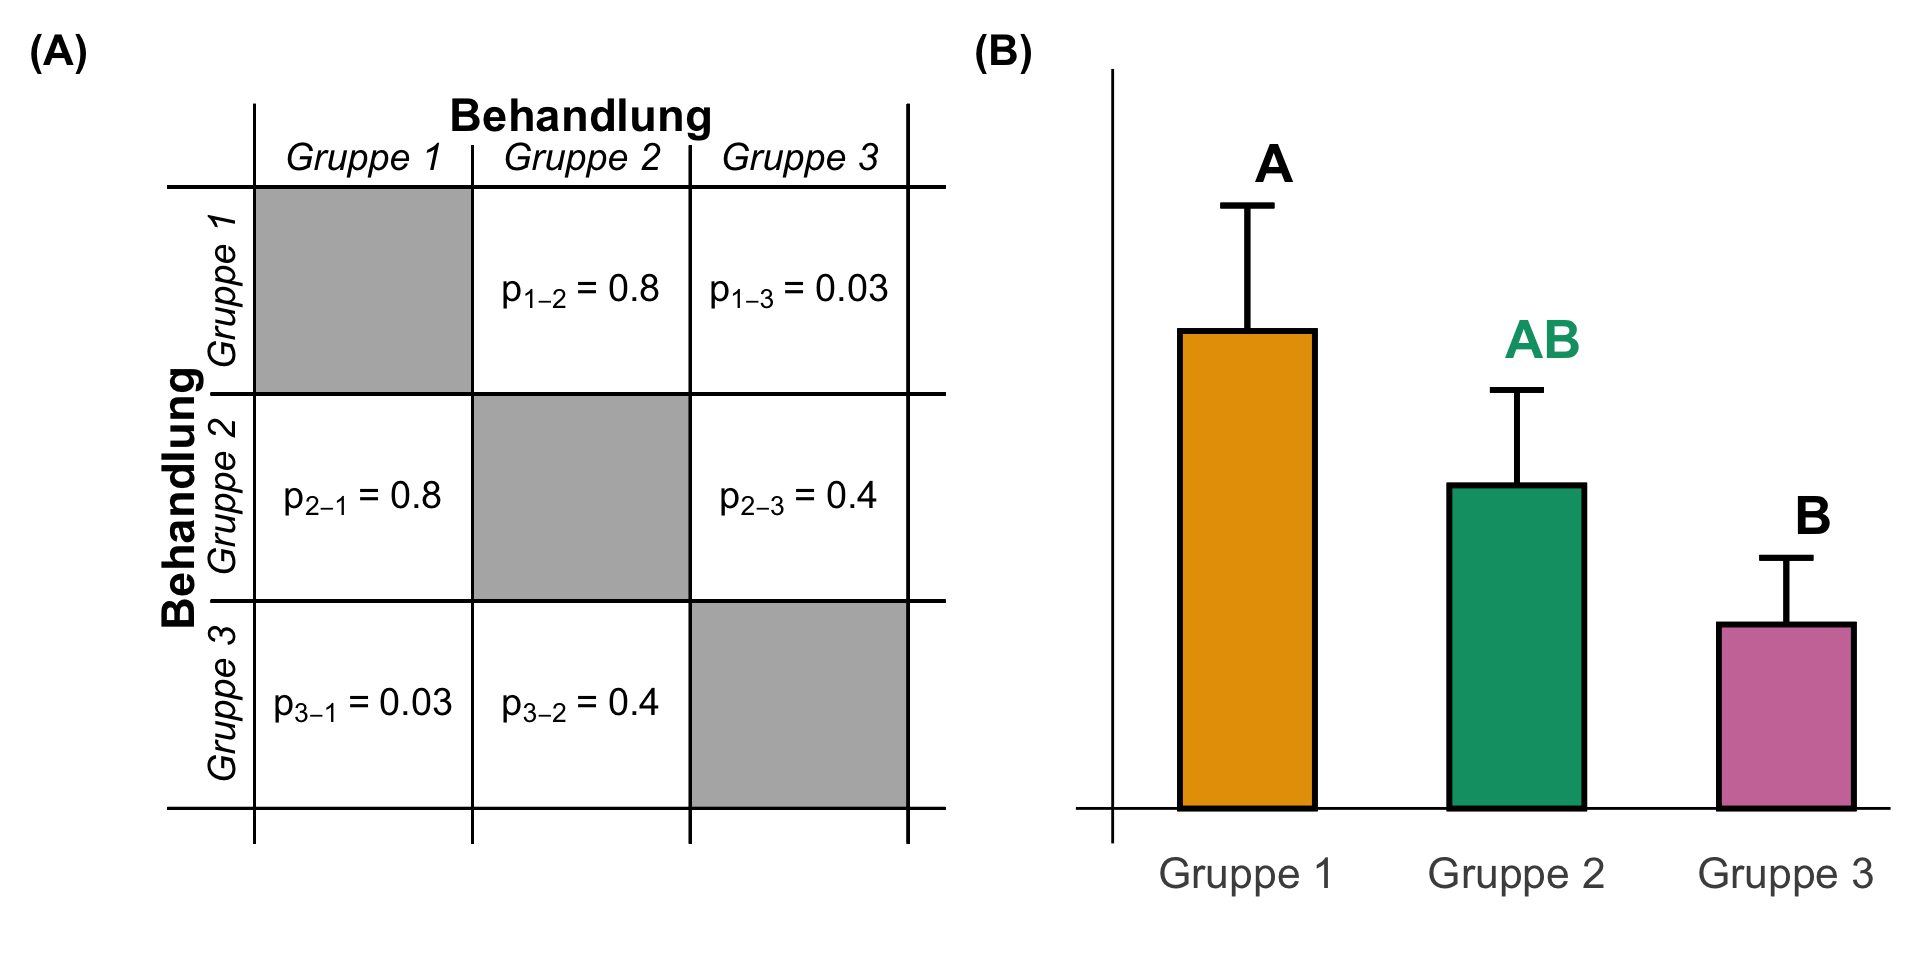 (A)
Behandlung
Gruppe 1 Gruppe 2 Gruppe 3
Behandlung
Gruppe 1
p1−2 = 0.8 p1−3 = 0.03
Gruppe 2
p2−1 = 0.8 p2−3 = 0.4
Gruppe 3
p3−1 = 0.03 p3−2 = 0.4
(B)
A
AB
B
Gruppe 1 Gruppe 2 Gruppe 3